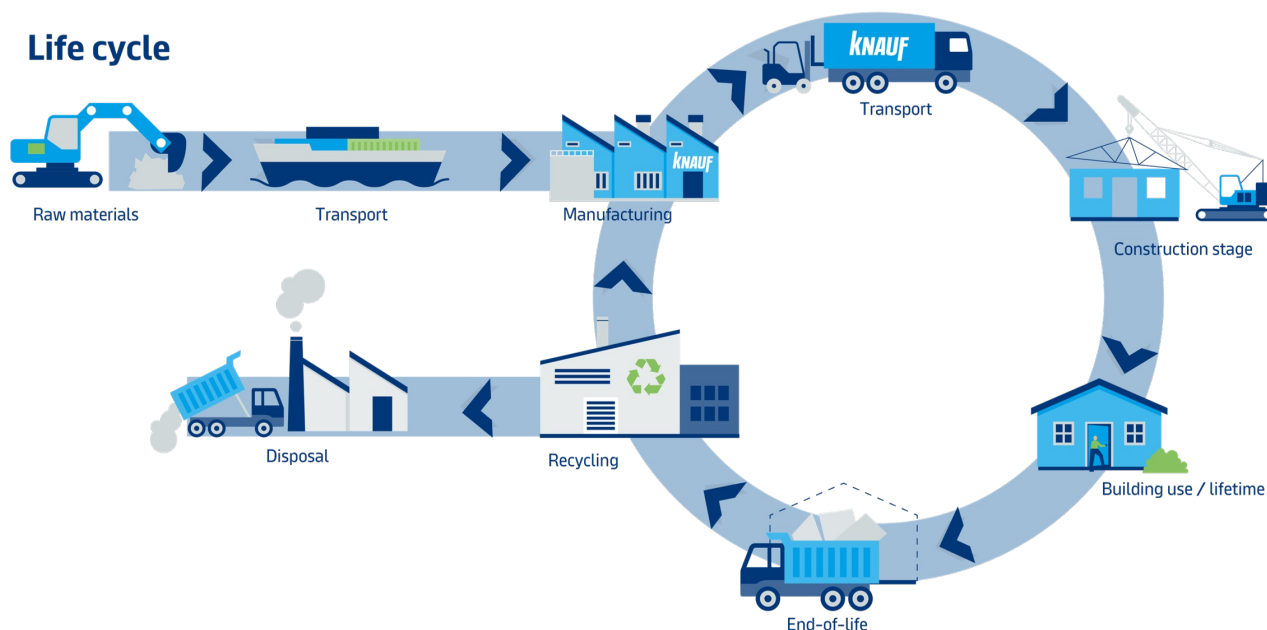 Life cycle
KNAUF
Transport
Raw materials
Transport
KNAUF
Manufacturing
Construction stage
Disposal
Recycling
Building use / lifetime
End-of-life